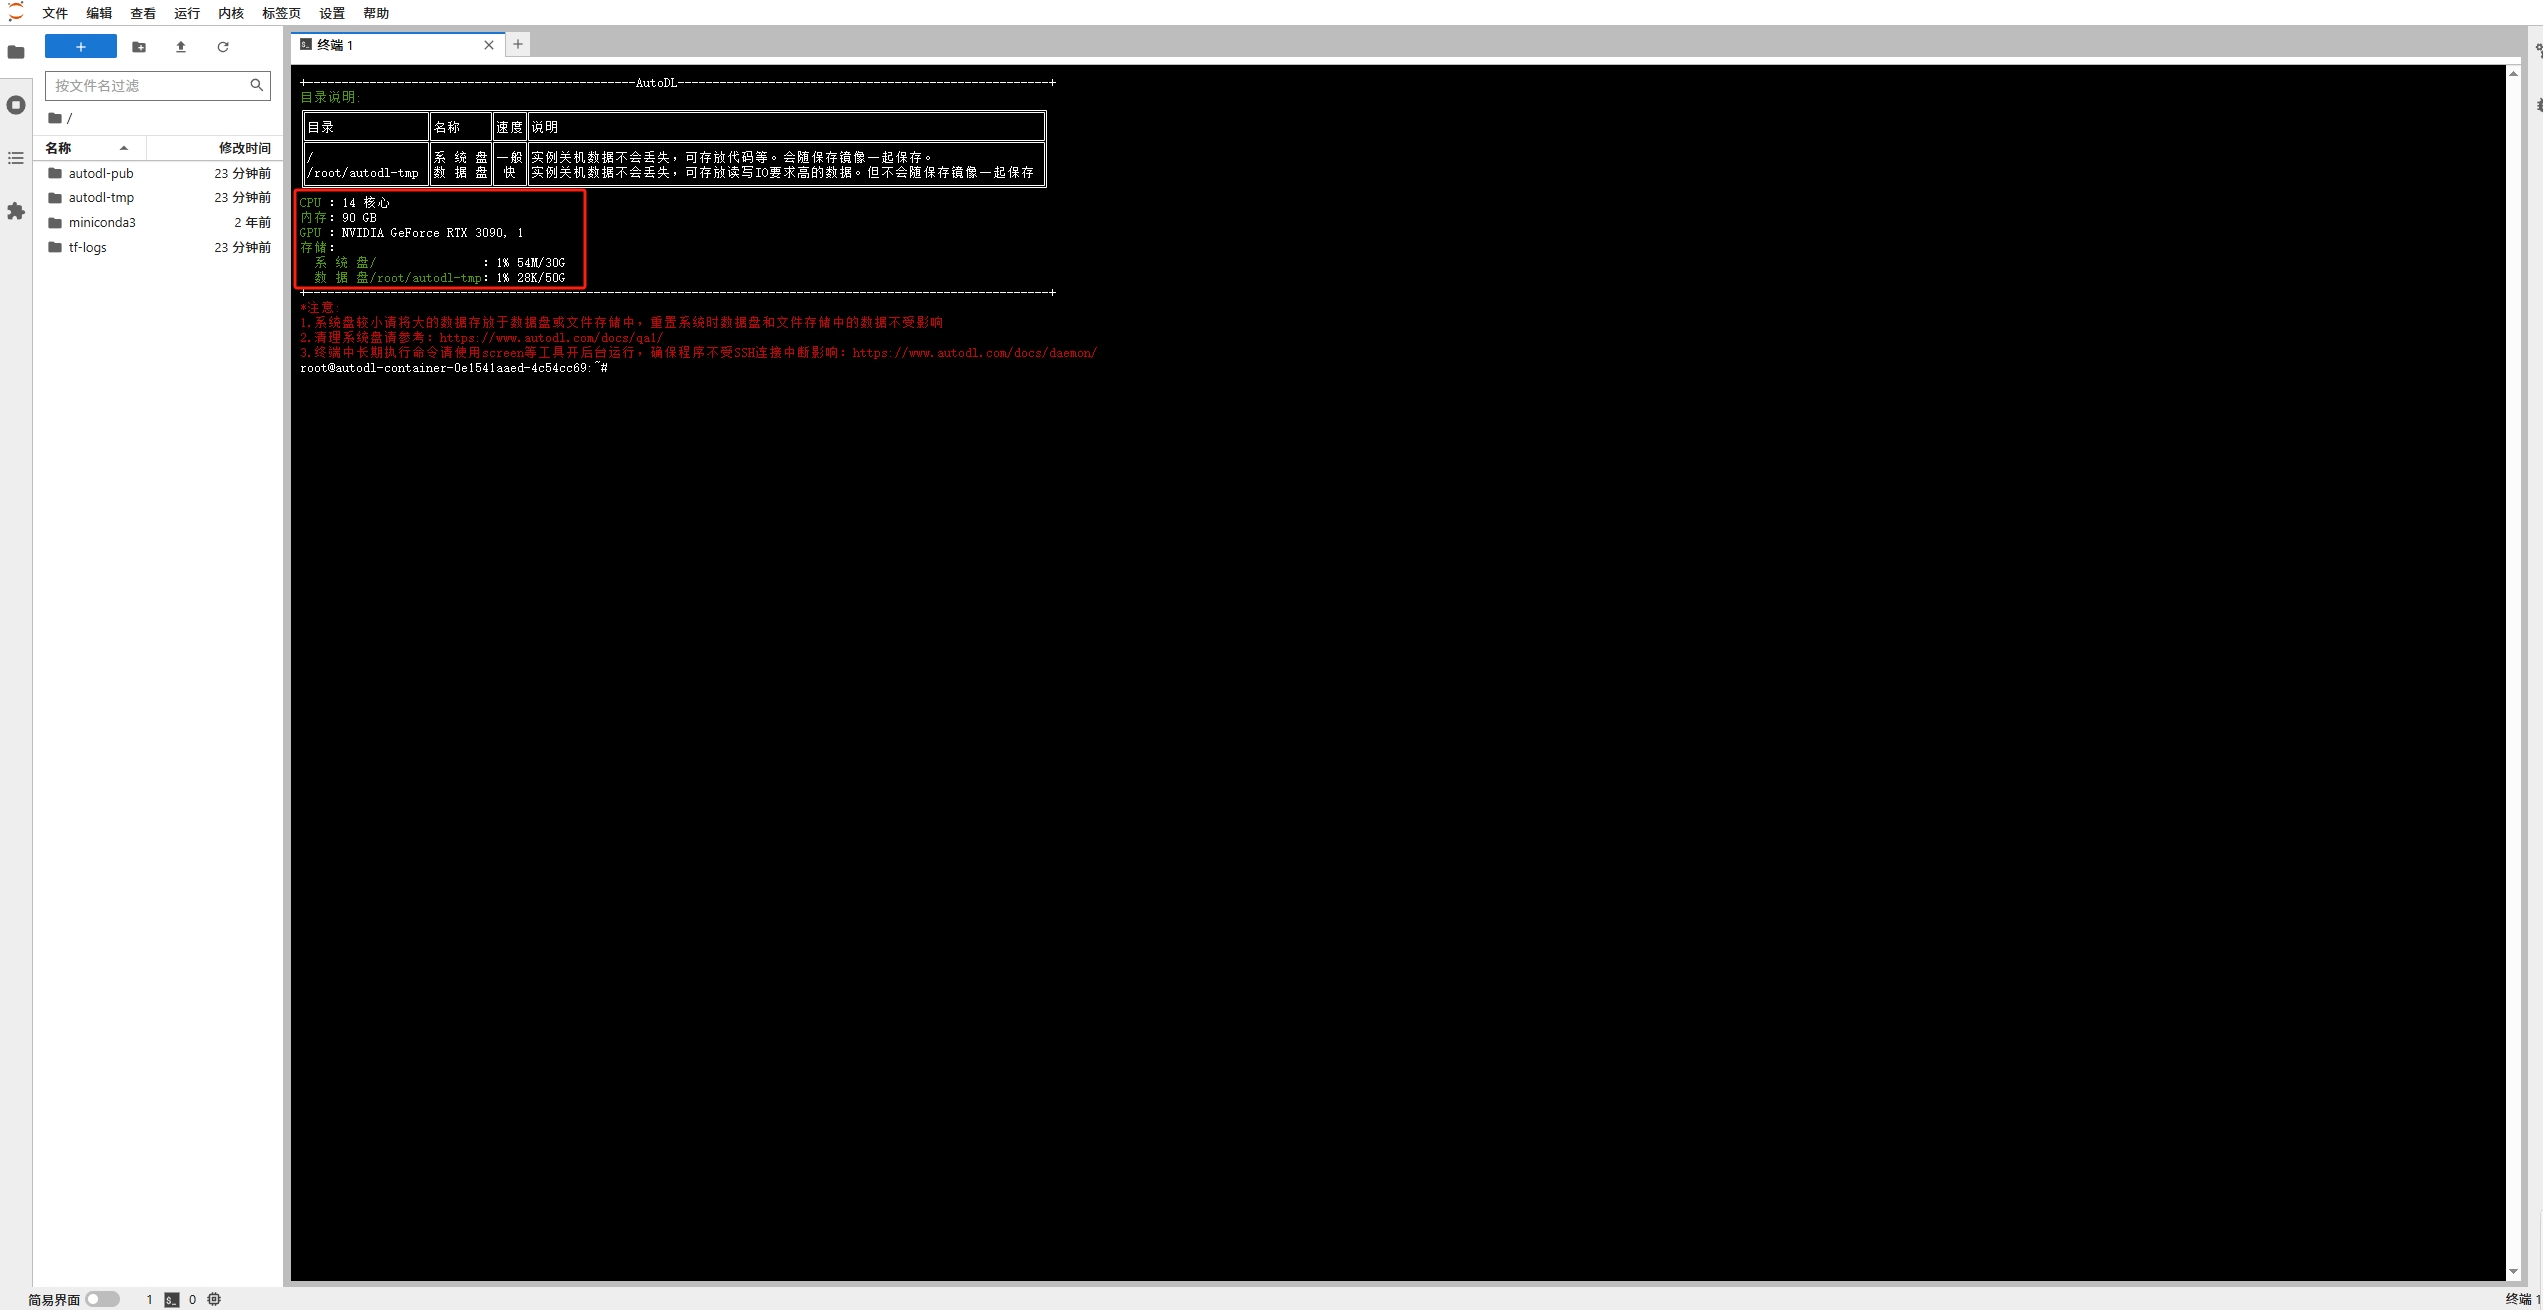 文件 编辑 查看 运行 内核 标签页 设置 帮助
终端 1
按文件名过滤
/
名称 修改时间
autodl-pub 23 分钟前
autodl-tmp 23 分钟前
miniconda3 2 年前
tf-logs 23 分钟前
+-----------------------------------------------AutoDL-----------------------------------------------------+
目录说明:
目录 名称 速度 说明
/ 系 统 盘 一般 实例关机数据不会丢失，可存放代码等。会随保存镜像一起保存。
/root/autodl-tmp 数 据 盘 快 实例关机数据不会丢失，可存放读写IO要求高的数据。但不会随保存镜像一起保存
CPU : 14 核心
内存: 90 GB
GPU : NVIDIA GeForce RTX 3090, 1
存储:
系 统 盘/ : 1% 54M/30G
数 据 盘/root/autodl-tmp: 1% 28K/50G
+----------------------------------------------------------------------------------------------------------+
*注意:
1.系统盘较小请将大的数据存放于数据盘或文件存储中，重置系统时数据盘和文件存储中的数据不受影响
2.清理系统盘请参考: https://www.autodl.com/docs/qa1/
3.终端中长期执行命令请使用screen等工具开后台运行，确保程序不受SSH连接中断影响: https://www.autodl.com/docs/daemon/
root@autodl-container-0e1541aaed-4c54cc69:~#
简易界面 1 $_ 0 终端 1